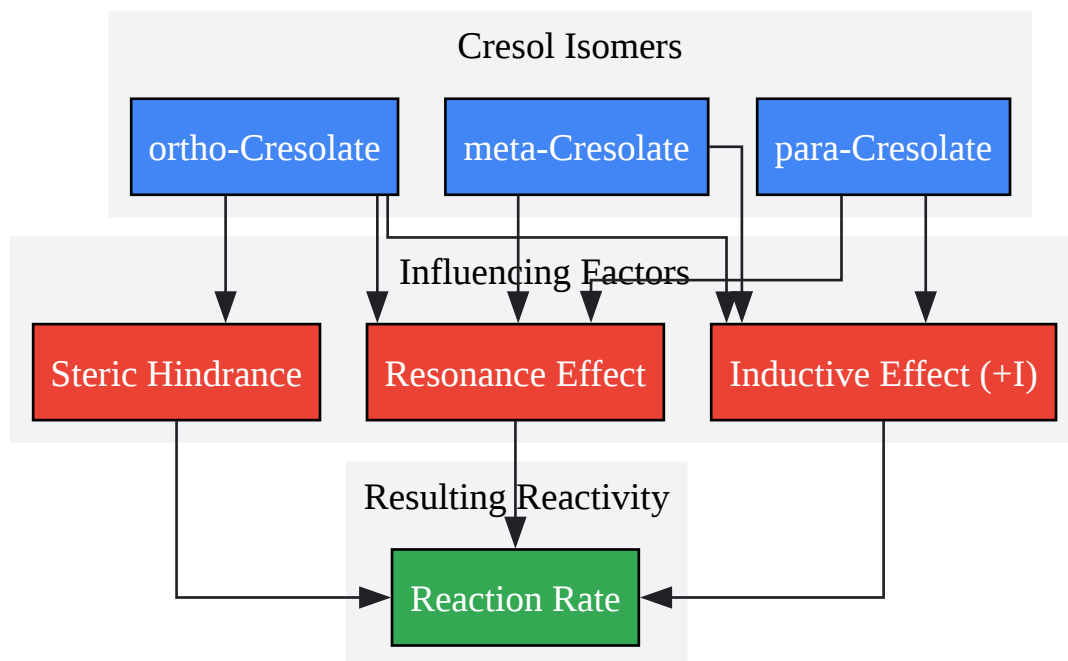 Cresol Isomers
ortho-Cresolate
meta-Cresolate
para-Cresolate
Influencing Factors
Steric Hindrance
Resonance Effect
Inductive Effect (+I)
Resulting Reactivity
Reaction Rate